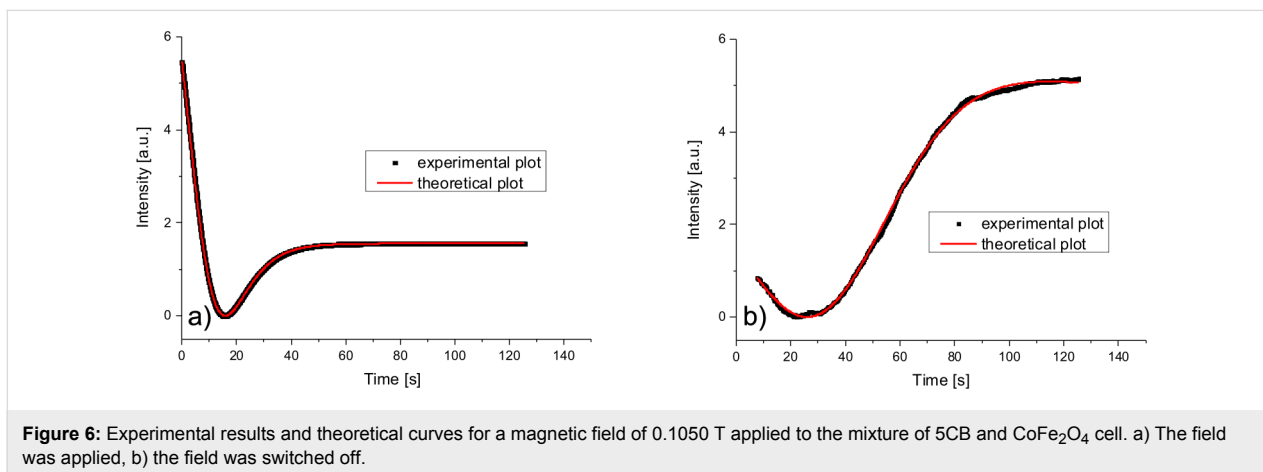 6
4
2
0
Intensity [a.u.]
experimental plot
theoretical plot
a)
0 20 40 60 80 100 120 140
Time [s]
6
4
2
0
Intensity [a.u.]
experimental plot
theoretical plot
b)
0 20 40 60 80 100 120 140
Time [s]
Figure 6: Experimental results and theoretical curves for a magnetic field of 0.1050 T applied to the mixture of 5CB and CoFe₂O₄ cell. a) The field
was applied, b) the field was switched off.